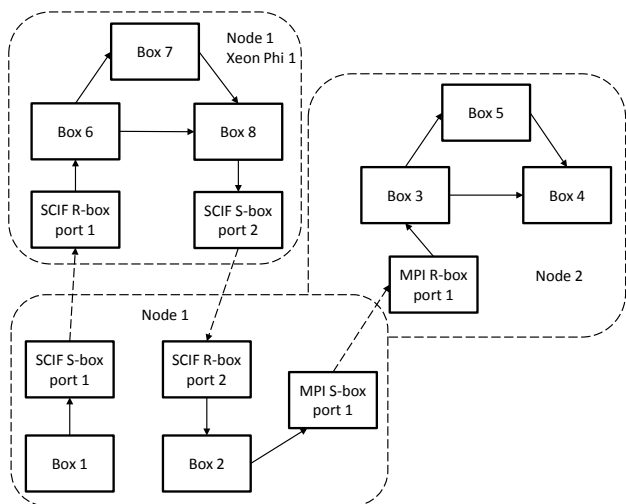 Node 1
Xeon Phi 1
Box 7
Box 6
Box 8
SCIF R-box
port 1
SCIF S-box
port 2
Box 5
Box 3
Box 4
MPI R-box
port 1
Node 2
Node 1
SCIF S-box
port 1
SCIF R-box
port 2
MPI S-box
port 1
Box 1
Box 2